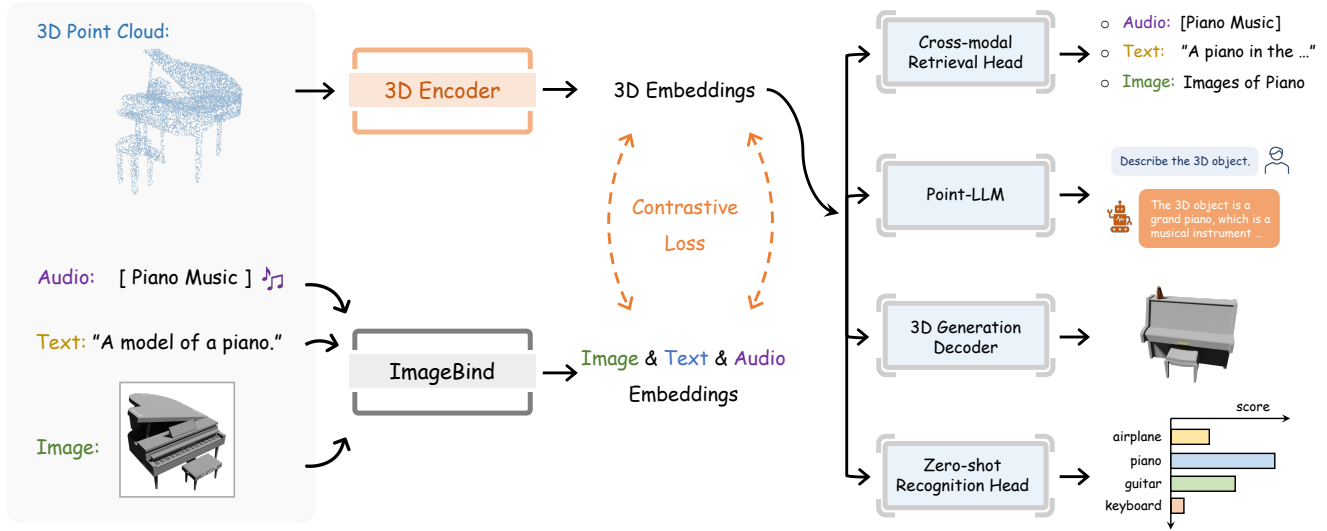 3D Point Cloud:
Audio: [ Piano Music ]
Text: "A model of a piano."
Image:
3D Encoder
ImageBind
3D Embeddings
Contrastive
Loss
Image & Text & Audio
Embeddings
Cross-modal
Retrieval Head
Point-LLM
3D Generation
Decoder
Zero-shot
Recognition Head
○ Audio: [Piano Music]
○ Text: "A piano in the …"
○ Image: Images of Piano
Describe the 3D object.
The 3D object is a
grand piano, which is a
musical instrument …
score
airplane
piano
guitar
keyboard